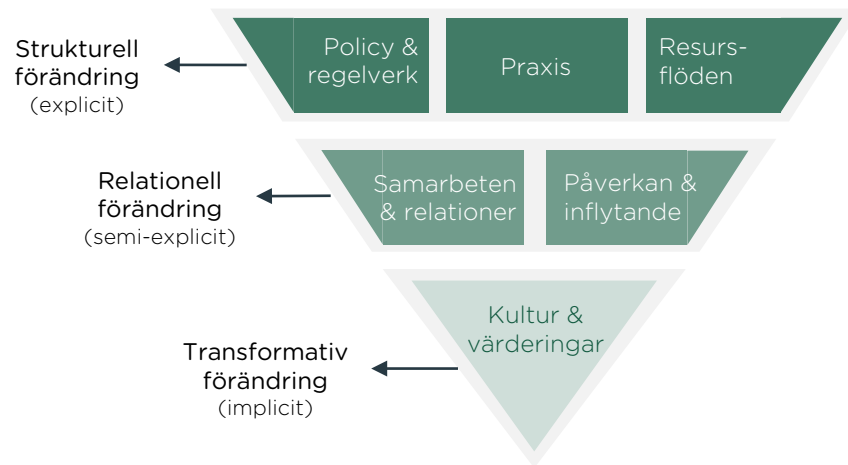 Strukturell
förändring
(explicit)
Policy &
regelverk
Praxis
Resurs-
flöden
Relationell
förändring
(semi-explicit)
Samarbeten
& relationer
Påverkan &
inflytande
Transformativ
förändring
(implicit)
Kultur &
värderingar